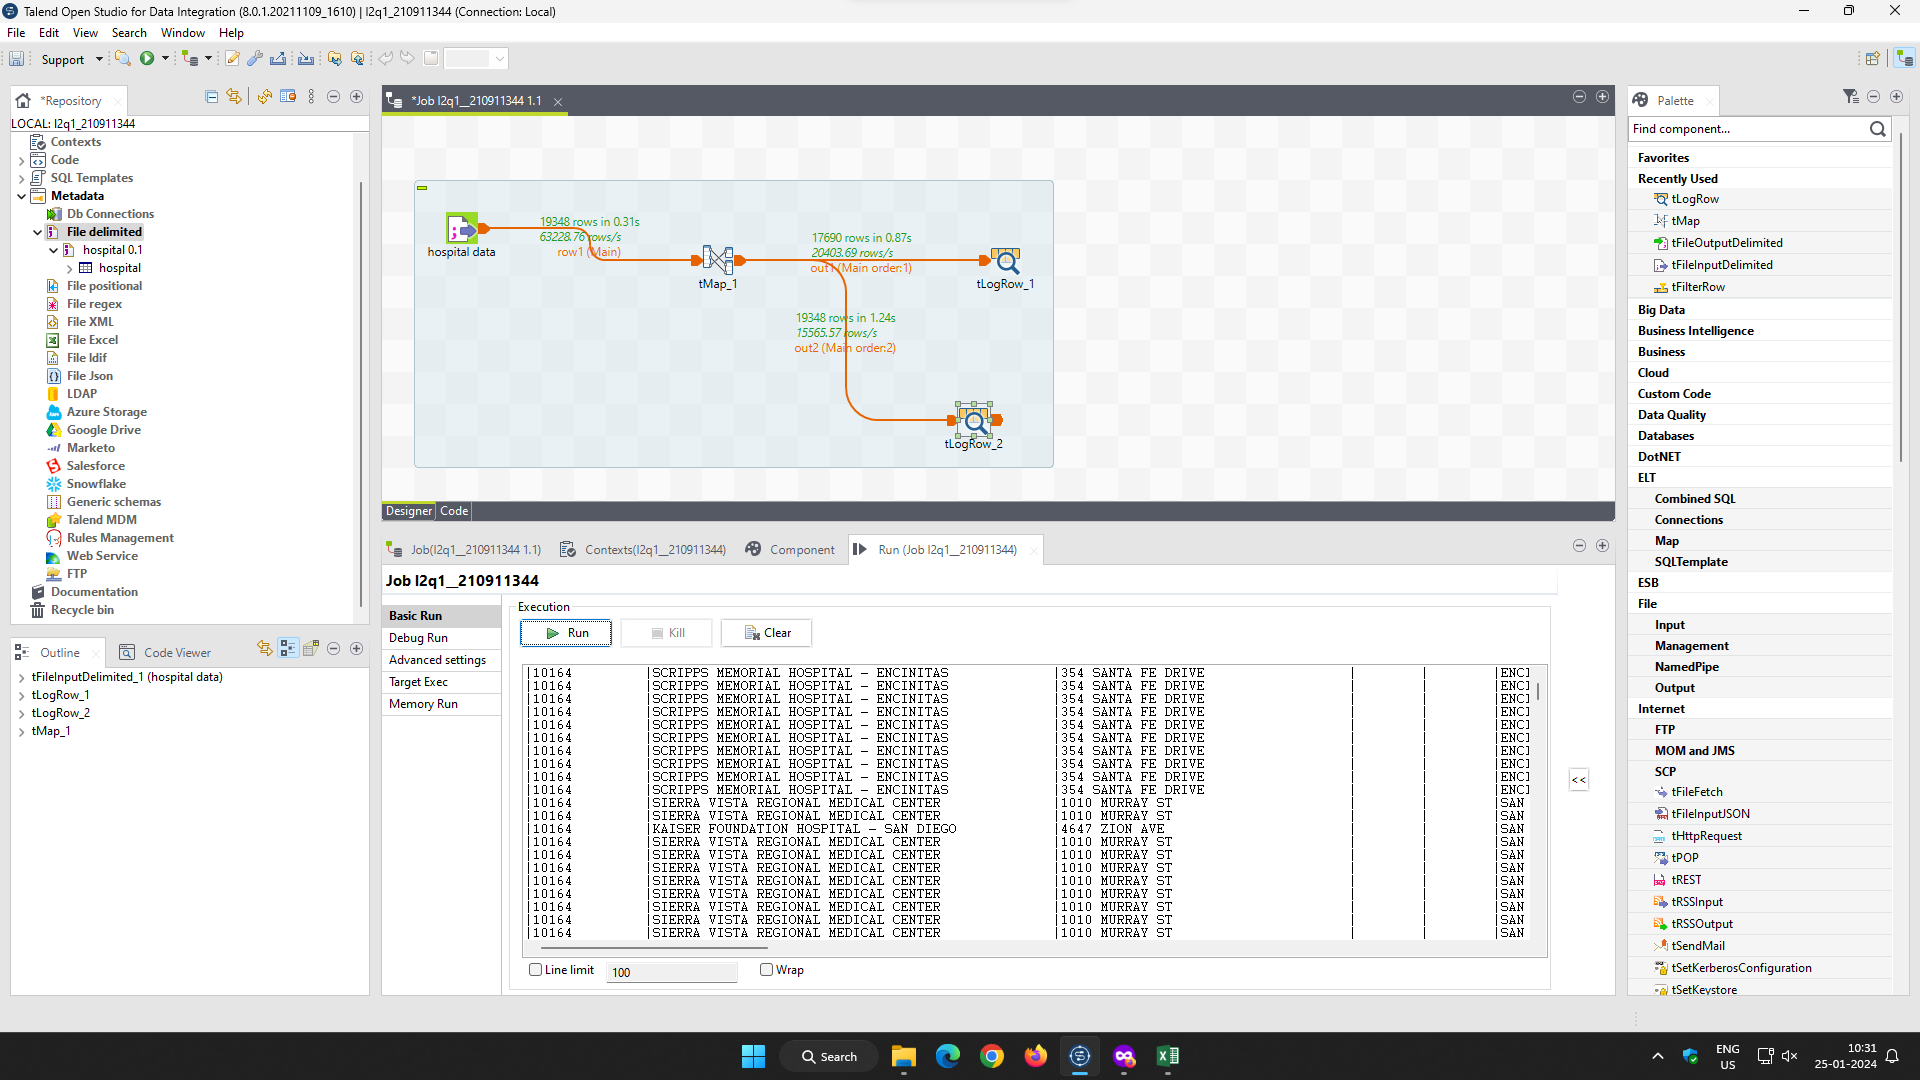 Talend Open Studio for Data Integration (8.0.1.20211109_1610) | l2q1_210911344 (Connection: Local)
File Edit View Search Window Help
Support
*Repository
LOCAL: l2q1_210911344
Contexts
Code
SQL Templates
Metadata
Db Connections
File delimited
hospital 0.1
hospital
File positional
File regex
File XML
File Excel
File ldif
File Json
LDAP
Azure Storage
Google Drive
Marketo
Salesforce
Snowflake
Generic schemas
Talend MDM
Rules Management
Web Service
FTP
Documentation
Recycle bin
Outline Code Viewer
tFileInputDelimited_1 (hospital data)
tLogRow_1
tLogRow_2
tMap_1
*Job l2q1__210911344 1.1
hospital data
19348 rows in 0.31s
63228.76 rows/s
row1 (Main)
tMap_1
17690 rows in 0.87s
20403.69 rows/s
out1 (Main order:1)
tLogRow_1
19348 rows in 1.24s
15565.57 rows/s
out2 (Main order:2)
tLogRow_2
Designer Code
Job(l2q1__210911344 1.1) Contexts(l2q1__210911344) Component Run (Job l2q1__210911344)
Job l2q1__210911344
Basic Run
Debug Run
Advanced settings
Target Exec
Memory Run
Execution
Run Kill Clear
|10164 |SCRIPPS MEMORIAL HOSPITAL - ENCINITAS |354 SANTA FE DRIVE | | |ENCI
|10164 |SCRIPPS MEMORIAL HOSPITAL - ENCINITAS |354 SANTA FE DRIVE | | |ENCI
|10164 |SCRIPPS MEMORIAL HOSPITAL - ENCINITAS |354 SANTA FE DRIVE | | |ENCI
|10164 |SCRIPPS MEMORIAL HOSPITAL - ENCINITAS |354 SANTA FE DRIVE | | |ENCI
|10164 |SCRIPPS MEMORIAL HOSPITAL - ENCINITAS |354 SANTA FE DRIVE | | |ENCI
|10164 |SCRIPPS MEMORIAL HOSPITAL - ENCINITAS |354 SANTA FE DRIVE | | |ENCI
|10164 |SCRIPPS MEMORIAL HOSPITAL - ENCINITAS |354 SANTA FE DRIVE | | |ENCI
|10164 |SCRIPPS MEMORIAL HOSPITAL - ENCINITAS |354 SANTA FE DRIVE | | |ENCI
|10164 |SCRIPPS MEMORIAL HOSPITAL - ENCINITAS |354 SANTA FE DRIVE | | |ENCI
|10164 |SCRIPPS MEMORIAL HOSPITAL - ENCINITAS |354 SANTA FE DRIVE | | |ENCI
|10164 |SIERRA VISTA REGIONAL MEDICAL CENTER |1010 MURRAY ST | | |SAN
|10164 |SIERRA VISTA REGIONAL MEDICAL CENTER |1010 MURRAY ST | | |SAN
|10164 |KAISER FOUNDATION HOSPITAL - SAN DIEGO |4647 ZION AVE | | |SAN
|10164 |SIERRA VISTA REGIONAL MEDICAL CENTER |1010 MURRAY ST | | |SAN
|10164 |SIERRA VISTA REGIONAL MEDICAL CENTER |1010 MURRAY ST | | |SAN
|10164 |SIERRA VISTA REGIONAL MEDICAL CENTER |1010 MURRAY ST | | |SAN
|10164 |SIERRA VISTA REGIONAL MEDICAL CENTER |1010 MURRAY ST | | |SAN
|10164 |SIERRA VISTA REGIONAL MEDICAL CENTER |1010 MURRAY ST | | |SAN
|10164 |SIERRA VISTA REGIONAL MEDICAL CENTER |1010 MURRAY ST | | |SAN
|10164 |SIERRA VISTA REGIONAL MEDICAL CENTER |1010 MURRAY ST | | |SAN
|10164 |SIERRA VISTA REGIONAL MEDICAL CENTER |1010 MURRAY ST | | |SAN
<<
Line limit 100 Wrap
Palette
Find component...
Favorites
Recently Used
tLogRow
tMap
tFileOutputDelimited
tFileInputDelimited
tFilterRow
Big Data
Business Intelligence
Business
Cloud
Custom Code
Data Quality
Databases
DotNET
ELT
Combined SQL
Connections
Map
SQLTemplate
ESB
File
Input
Management
NamedPipe
Output
Internet
FTP
MOM and JMS
SCP
tFileFetch
tFileInputJSON
tHttpRequest
tPOP
tREST
tRSSInput
tRSSOutput
tSendMail
tSetKerberosConfiguration
tSetKeystore
Search
ENG
US
10:31
25-01-2024